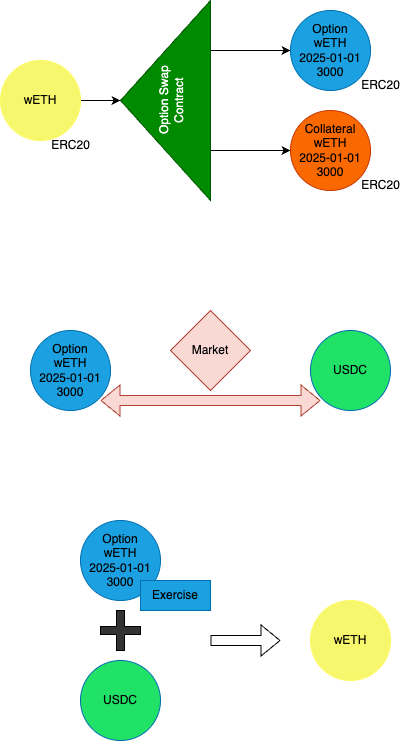 wETH
ERC20
Option Swap
Contract
Option
wETH
2025-01-01
3000
ERC20
Collateral
wETH
2025-01-01
3000
ERC20
Option
wETH
2025-01-01
3000
Market
USDC
Option
wETH
2025-01-01
3000
Exercise
USDC
wETH